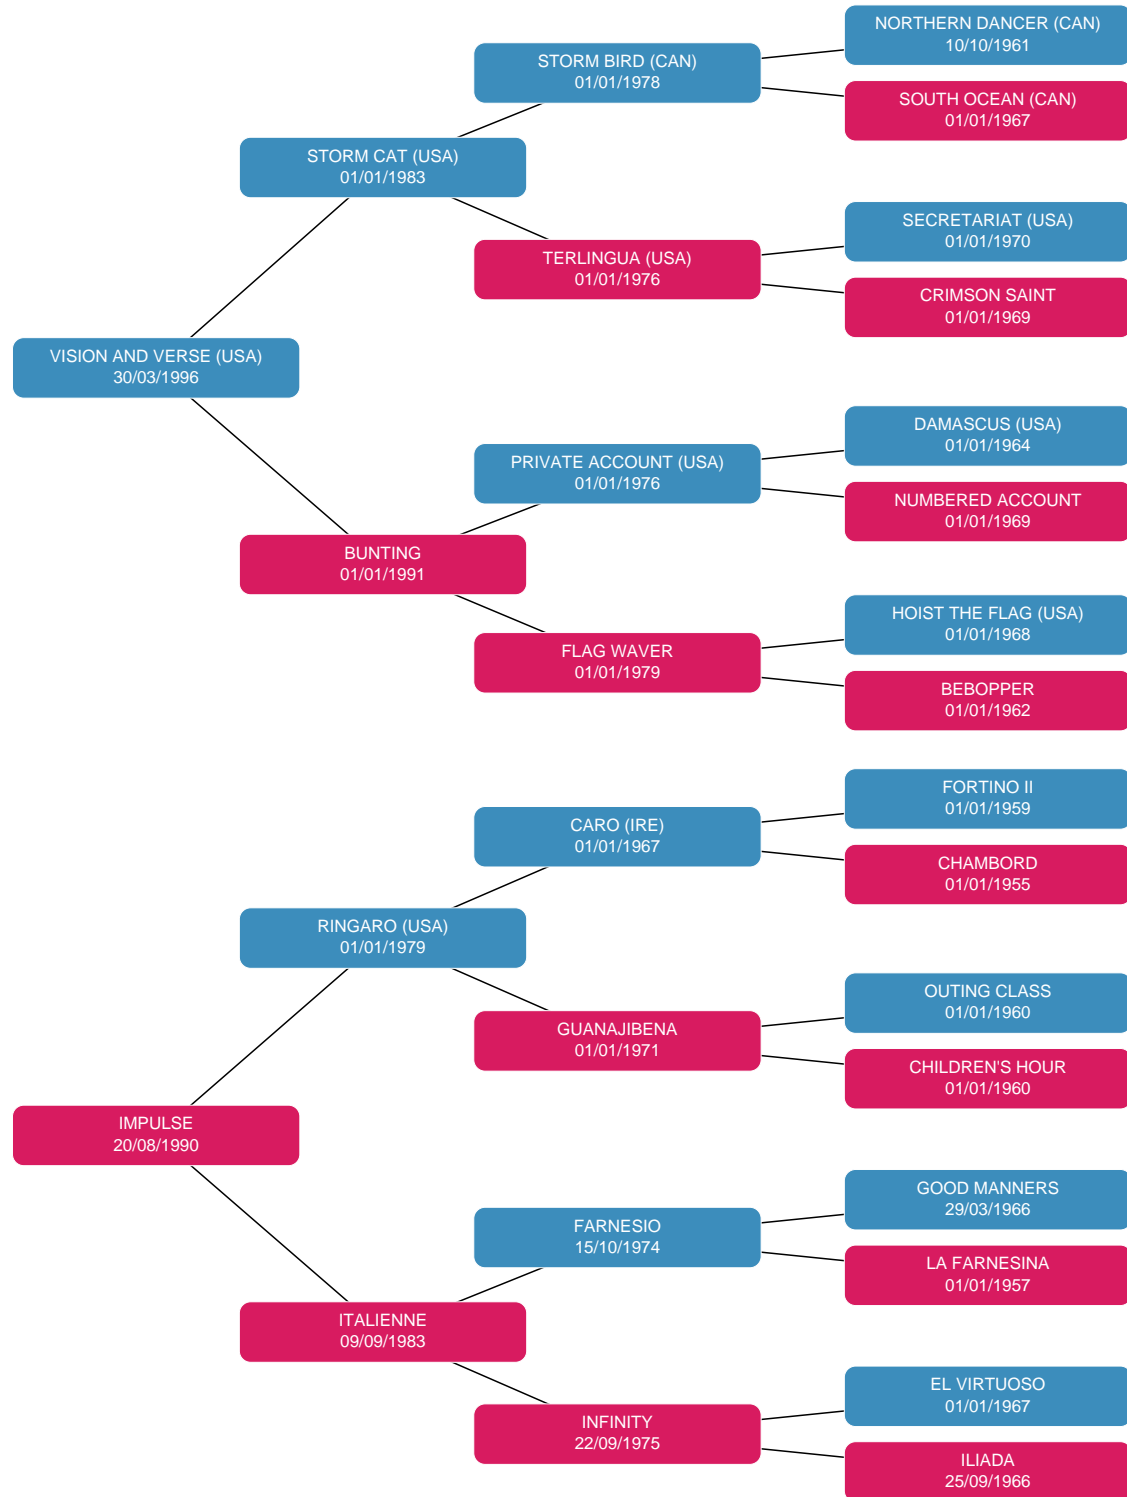 NORTHERN DANCER (CAN)
10/10/1961
STORM BIRD (CAN)
01/01/1978
SOUTH OCEAN (CAN)
01/01/1967
STORM CAT (USA)
01/01/1983
SECRETARIAT (USA)
01/01/1970
TERLINGUA (USA)
01/01/1976
CRIMSON SAINT
01/01/1969
VISION AND VERSE (USA)
30/03/1996
DAMASCUS (USA)
01/01/1964
PRIVATE ACCOUNT (USA)
01/01/1976
NUMBERED ACCOUNT
01/01/1969
BUNTING
01/01/1991
HOIST THE FLAG (USA)
01/01/1968
FLAG WAVER
01/01/1979
BEBOPPER
01/01/1962
FORTINO II
01/01/1959
CARO (IRE)
01/01/1967
CHAMBORD
01/01/1955
RINGARO (USA)
01/01/1979
OUTING CLASS
01/01/1960
GUANAJIBENA
01/01/1971
CHILDREN'S HOUR
01/01/1960
IMPULSE
20/08/1990
GOOD MANNERS
29/03/1966
FARNESIO
15/10/1974
LA FARNESINA
01/01/1957
ITALIENNE
09/09/1983
EL VIRTUOSO
01/01/1967
INFINITY
22/09/1975
ILIADA
25/09/1966